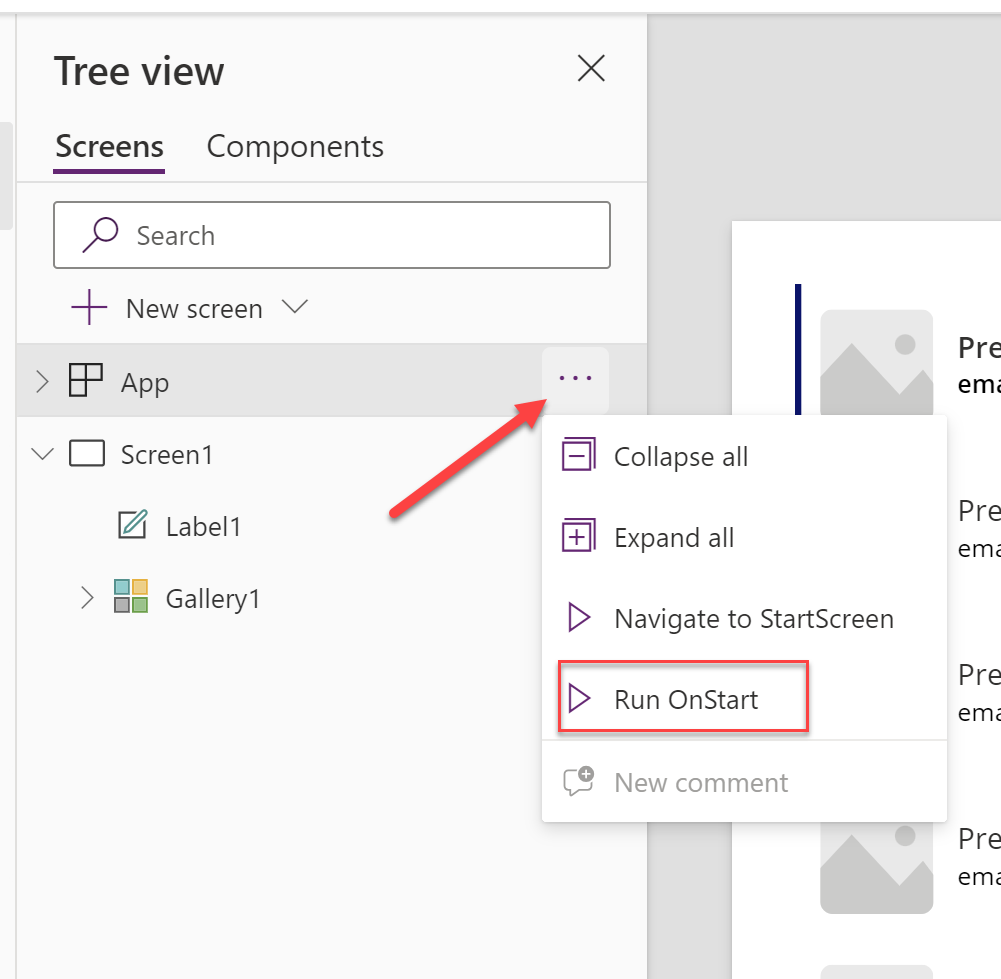 Tree view
Screens Components
Search
New screen
App
Screen1
Label1
Gallery1
Collapse all
Expand all
Navigate to StartScreen
Run OnStart
New comment
Pre
ema
Pre
ema
Pre
ema
Pre
ema